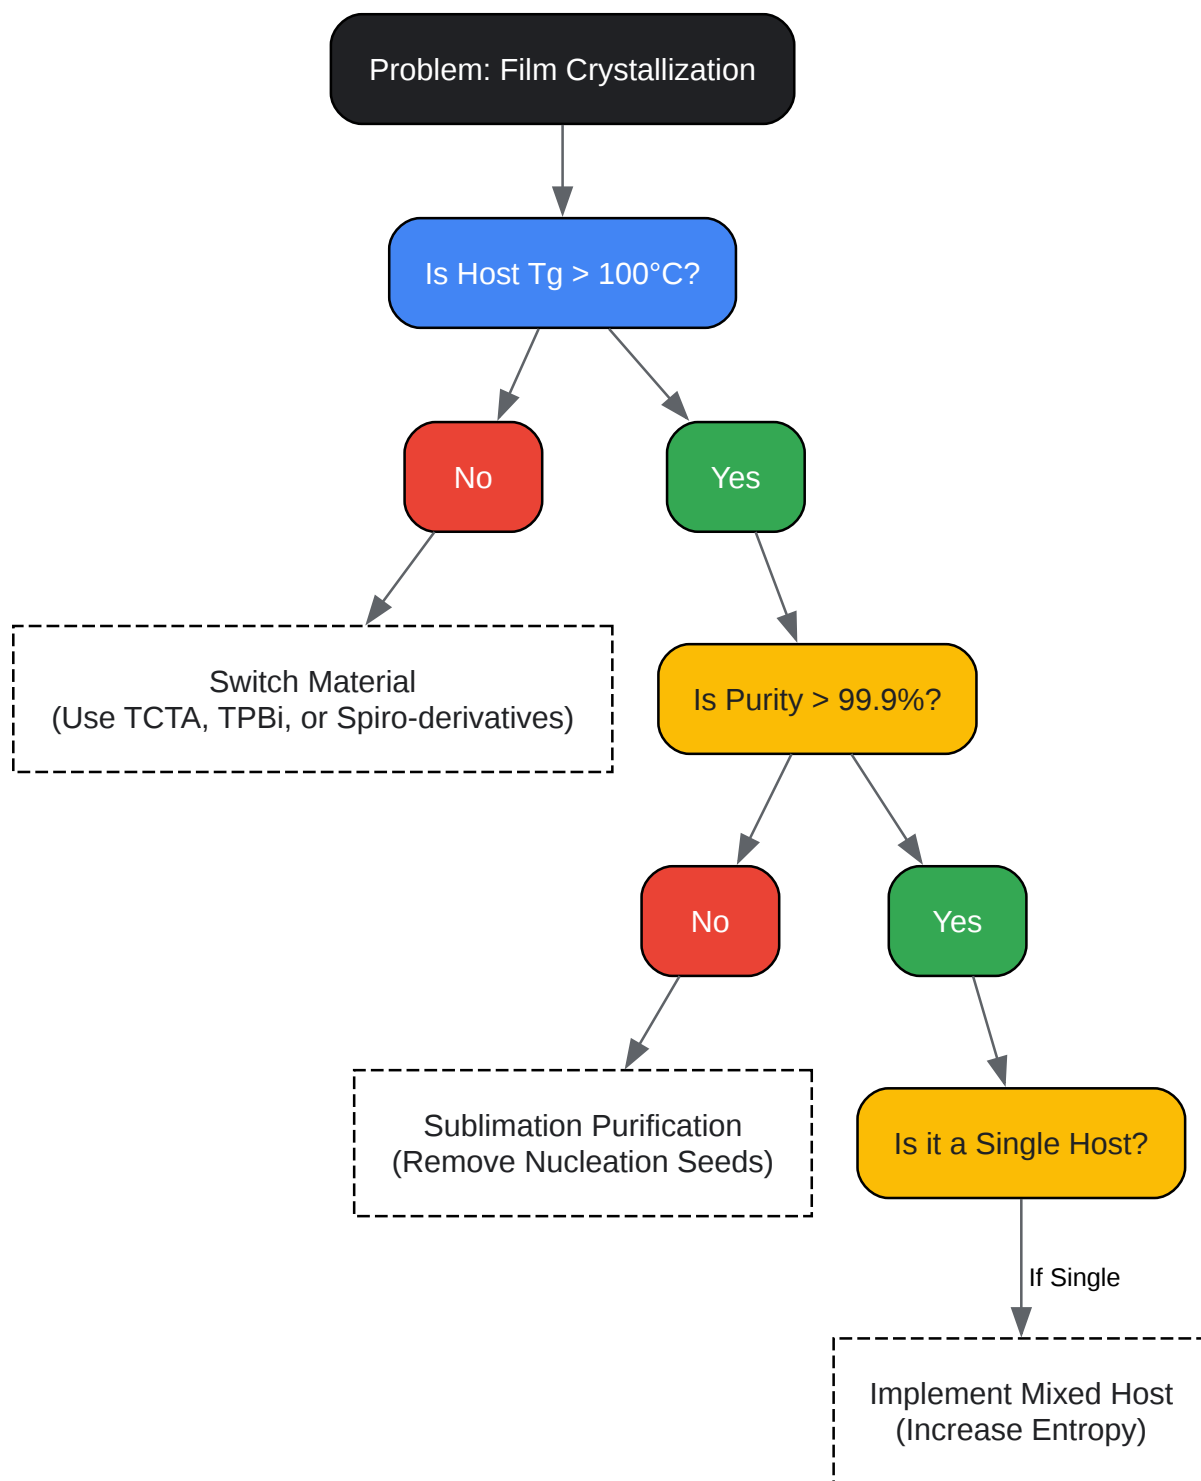 Problem: Film Crystallization
Is Host Tg > 100°C?
No
Yes
Switch Material
(Use TCTA, TPBi, or Spiro-derivatives)
Is Purity > 99.9%?
No
Yes
Sublimation Purification
(Remove Nucleation Seeds)
Is it a Single Host?
If Single
Implement Mixed Host
(Increase Entropy)